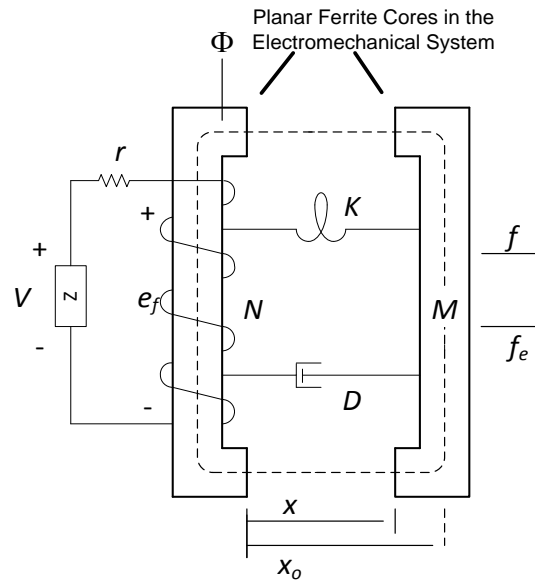 Planar Ferrite Cores in the
Electromechanical System
Φ
r
+
K
+
f
V
z
e_f
N
M
-
f_e
-
D
x
x_o